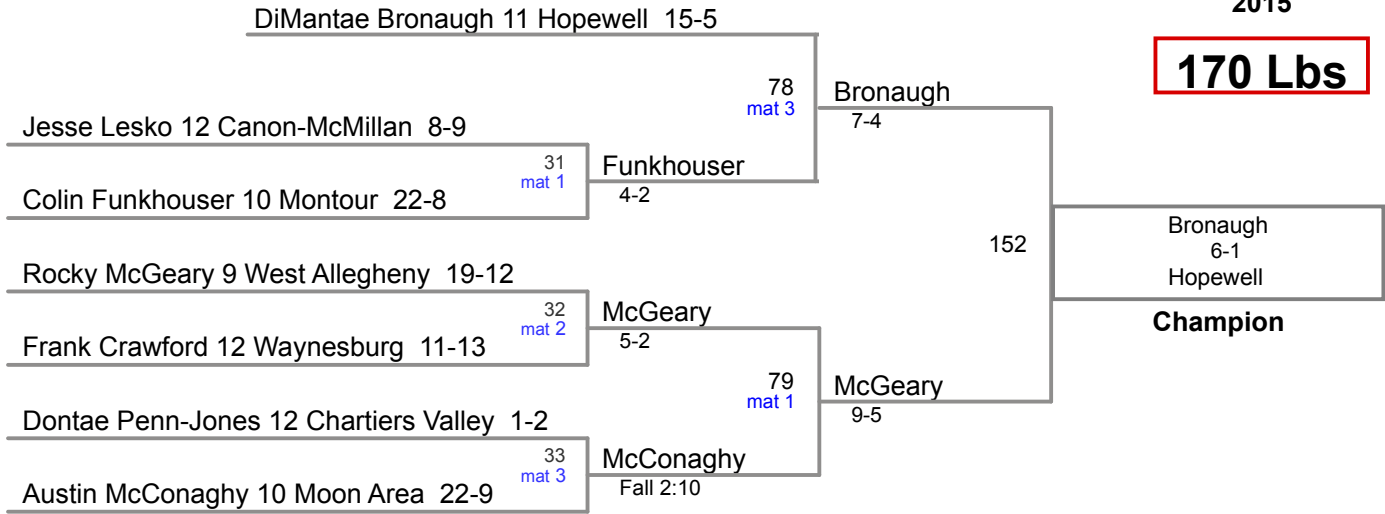 2015
170 Lbs
DiMantae Bronaugh 11 Hopewell 15-5
78
mat 3
Bronaugh
7-4
Jesse Lesko 12 Canon-McMillan 8-9
31
mat 1
Funkhouser
4-2
Colin Funkhouser 10 Montour 22-8
152
Bronaugh
6-1
Hopewell
Champion
Rocky McGeary 9 West Allegheny 19-12
32
mat 2
McGeary
5-2
Frank Crawford 12 Waynesburg 11-13
79
mat 1
McGeary
9-5
Dontae Penn-Jones 12 Chartiers Valley 1-2
33
mat 3
McConaghy
Fall 2:10
Austin McConaghy 10 Moon Area 22-9